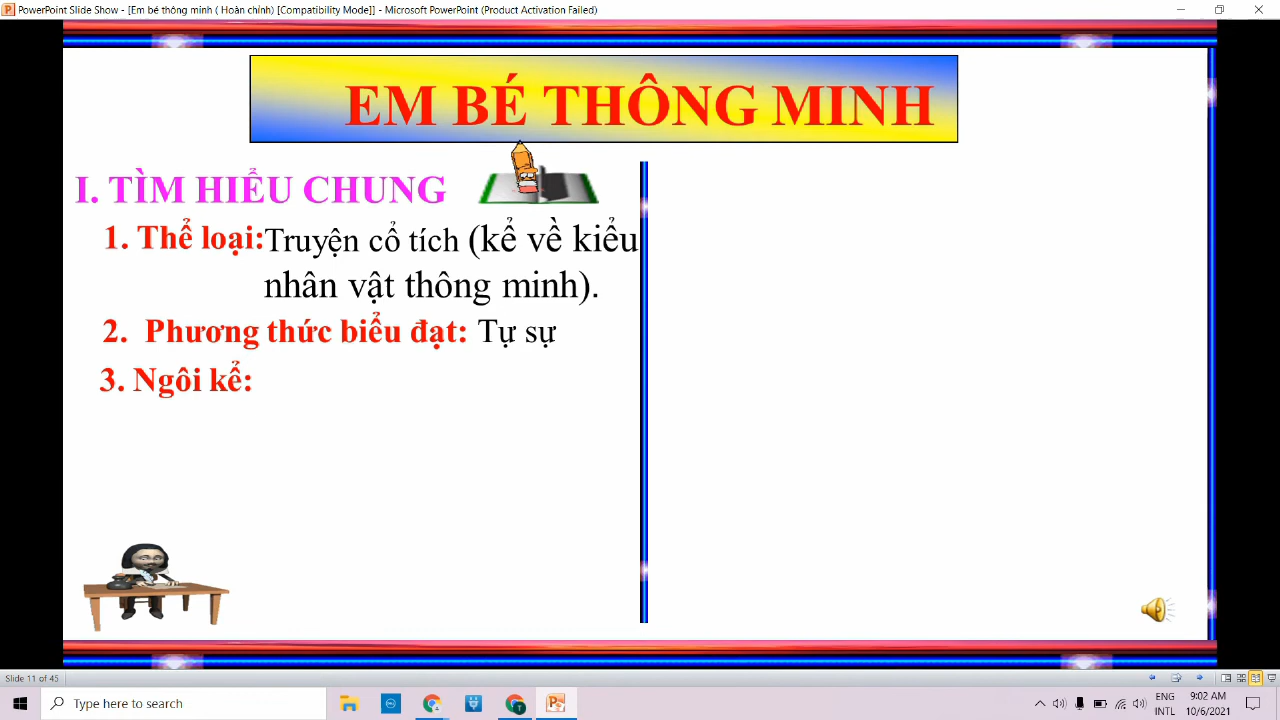 PowerPoint Slide Show - [Em bé thông minh ( Hoàn chỉnh) [Compatibility Mode]] - Microsoft PowerPoint (Product Activation Failed)
EM BÉ THÔNG MINH
I. TÌM HIỂU CHUNG
1. Thể loại:Truyện cổ tích (kể về kiểu
nhân vật thông minh).
2. Phương thức biểu đạt: Tự sự
3. Ngôi kể:
Slide 11 of 45
Type here to search
ENG
INTL
9:02 AM
10/6/2021